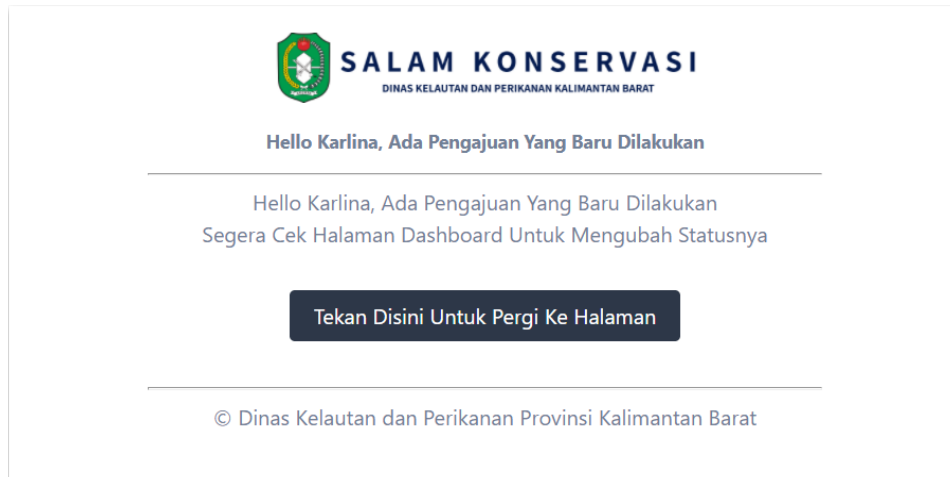 SALAM KONSERVASI
DINAS KELAUTAN DAN PERIKANAN KALIMANTAN BARAT
Hello Karlina, Ada Pengajuan Yang Baru Dilakukan
Hello Karlina, Ada Pengajuan Yang Baru Dilakukan
Segera Cek Halaman Dashboard Untuk Mengubah Statusnya
Tekan Disini Untuk Pergi Ke Halaman
© Dinas Kelautan dan Perikanan Provinsi Kalimantan Barat